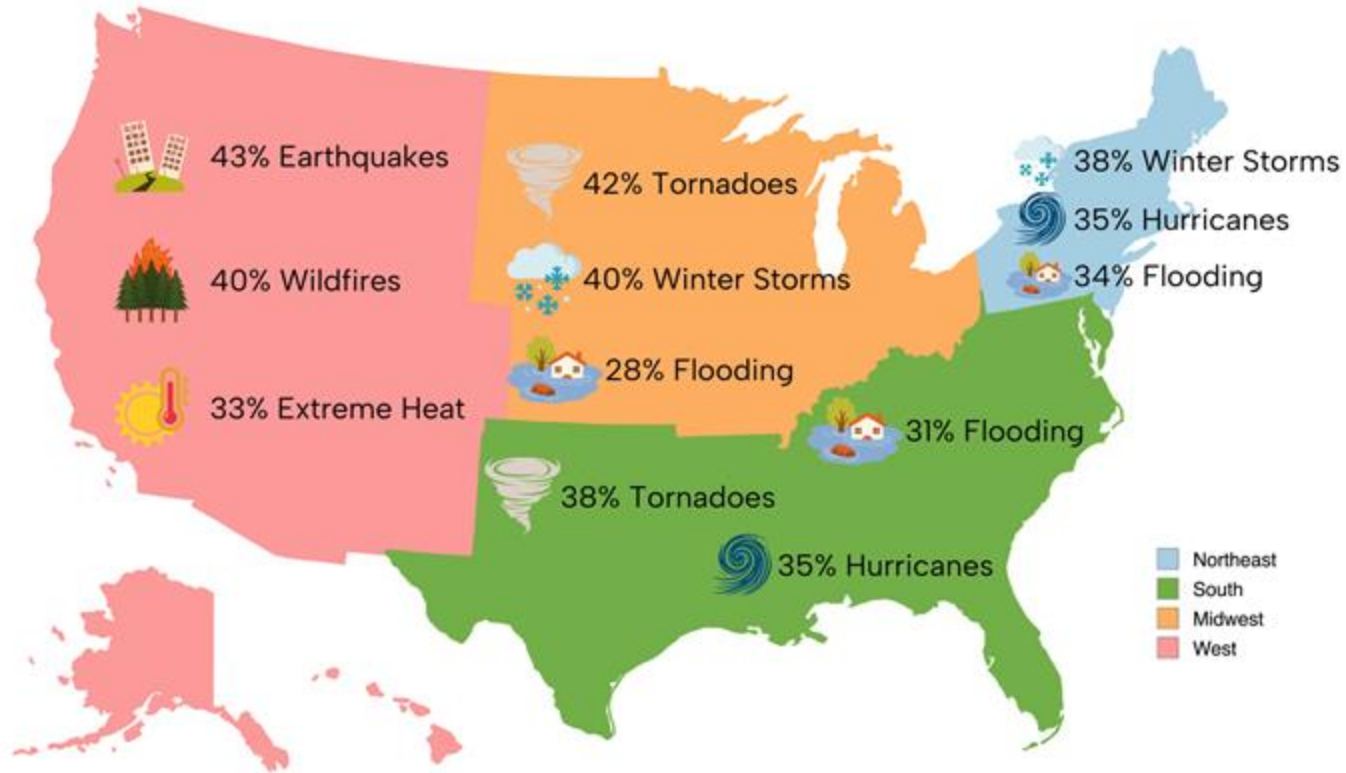 43% Earthquakes
40% Wildfires
33% Extreme Heat
42% Tornadoes
40% Winter Storms
28% Flooding
38% Winter Storms
35% Hurricanes
34% Flooding
31% Flooding
38% Tornadoes
35% Hurricanes
Northeast
South
Midwest
West